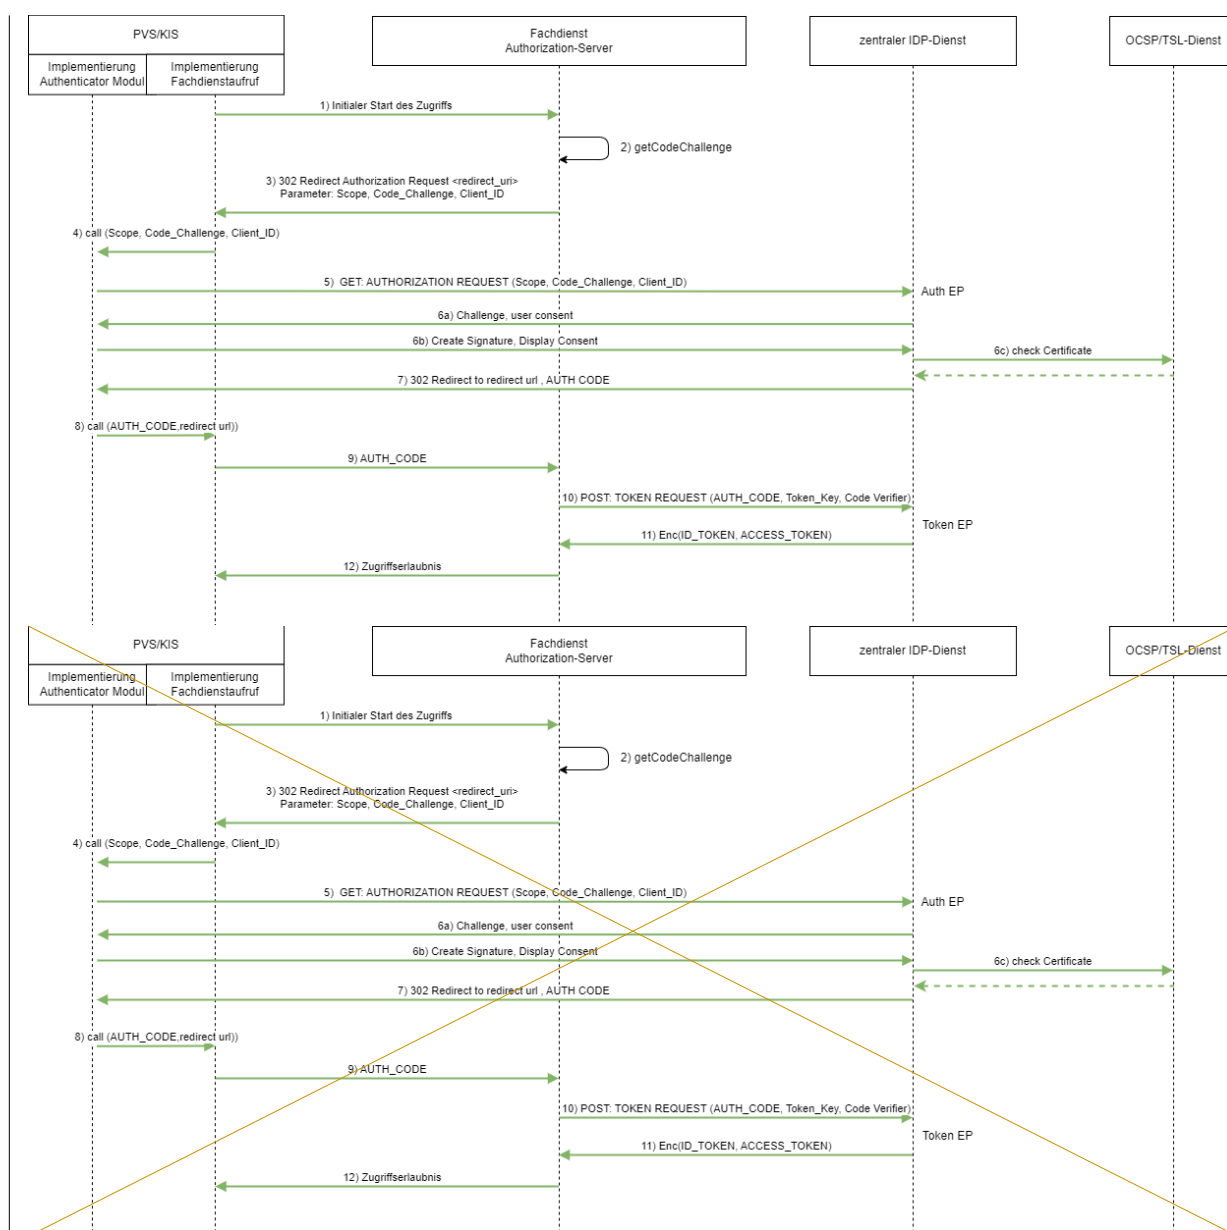 PVS/KIS
Fachdienst
Authorization-Server
zentraler IDP-Dienst
OCSP/TSL-Dienst
Implementierung
Authenticator Modul
Implementierung
Fachdienstaufruf
1) Initialer Start des Zugriffs
2) getCodeChallenge
3) 302 Redirect Authorization Request <redirect_uri>
Parameter: Scope, Code_Challenge, Client_ID
4) call (Scope, Code_Challenge, Client_ID)
5) GET: AUTHORIZATION REQUEST (Scope, Code_Challenge, Client_ID)
Auth EP
6a) Challenge, user consent
6b) Create Signature, Display Consent
6c) check Certificate
7) 302 Redirect to redirect url , AUTH CODE
8) call (AUTH_CODE,redirect url))
9) AUTH_CODE
10) POST: TOKEN REQUEST (AUTH_CODE, Token_Key, Code Verifier)
Token EP
11) Enc(ID_TOKEN, ACCESS_TOKEN)
12) Zugriffserlaubnis
PVS/KIS
Fachdienst
Authorization-Server
zentraler IDP-Dienst
OCSP/TSL-Dienst
Implementierung
Authenticator Modul
Implementierung
Fachdienstaufruf
1) Initialer Start des Zugriffs
2) getCodeChallenge
3) 302 Redirect Authorization Request <redirect_uri>
Parameter: Scope, Code_Challenge, Client_ID
4) call (Scope, Code_Challenge, Client_ID)
5) GET: AUTHORIZATION REQUEST (Scope, Code_Challenge, Client_ID)
Auth EP
6a) Challenge, user consent
6b) Create Signature, Display Consent
6c) check Certificate
7) 302 Redirect to redirect url , AUTH CODE
8) call (AUTH_CODE,redirect url))
9) AUTH_CODE
10) POST: TOKEN REQUEST (AUTH_CODE, Token_Key, Code Verifier)
Token EP
11) Enc(ID_TOKEN, ACCESS_TOKEN)
12) Zugriffserlaubnis